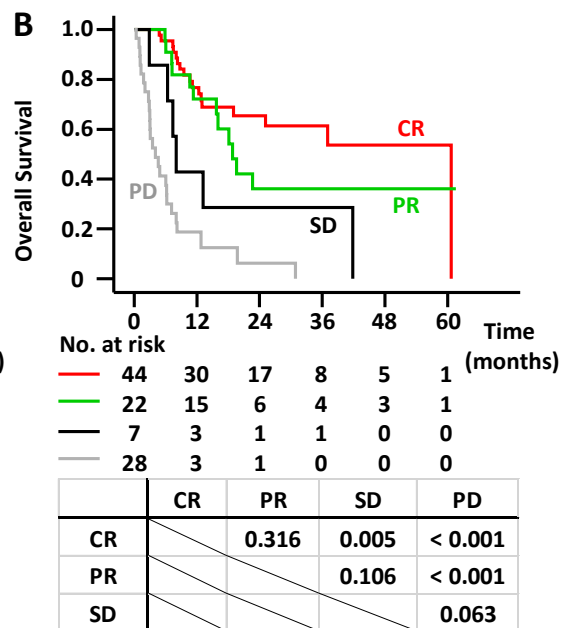 B
1.0
0.8
0.6
0.4
0.2
0
Overall Survival
CR
PR
SD
PD
0 12 24 36 48 60
Time
(months)
No. at risk
44 30 17 8 5 1
22 15 6 4 3 1
7 3 1 1 0 0
28 3 1 0 0 0
)
CR PR SD PD
CR 0.316 0.005 < 0.001
PR 0.106 < 0.001
SD 0.063